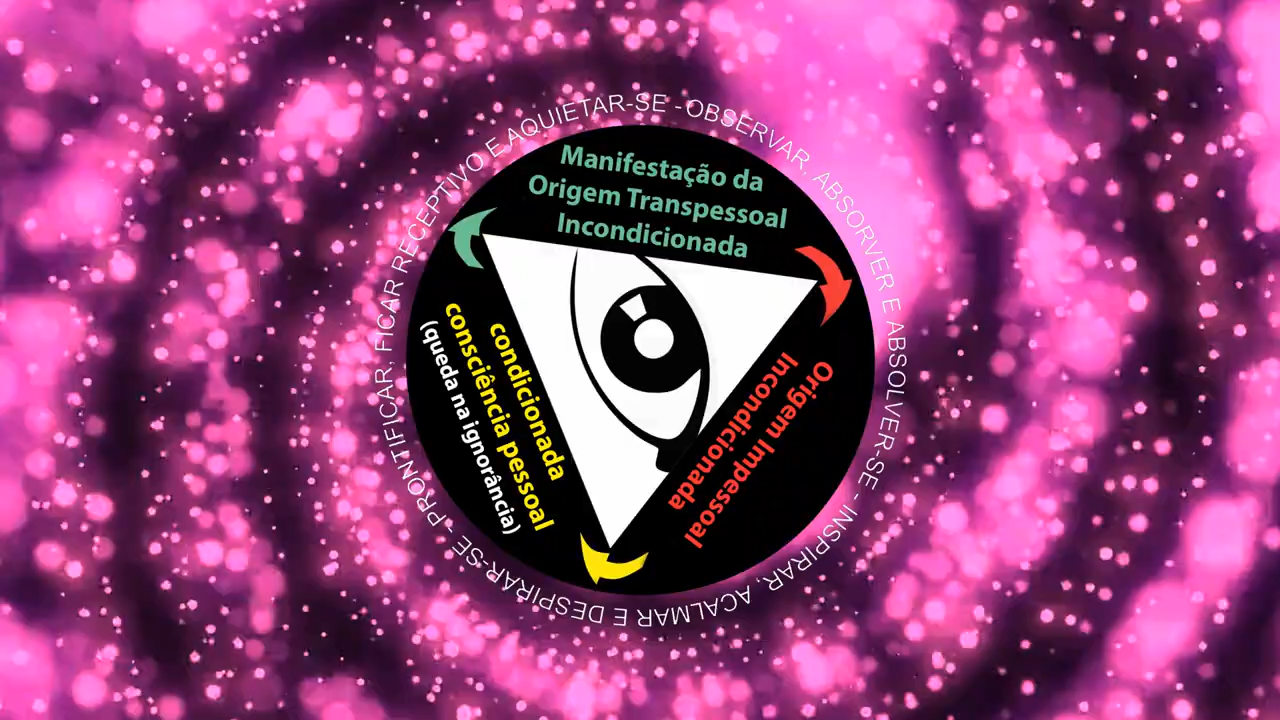 OBSERVAR, ABSORVER E ABSOLVER-SE - INSPIRAR, ACALMAR E DESPIRAR-SE - PRONTIFICAR, FICAR RECEPTIVO E AQUIETAR-SE -
Manifestação da
Origem Transpessoal
Incondicionada
Origem Impessoal
Incondicionada
condicionada
consciência pessoal
(queda na ignorância)